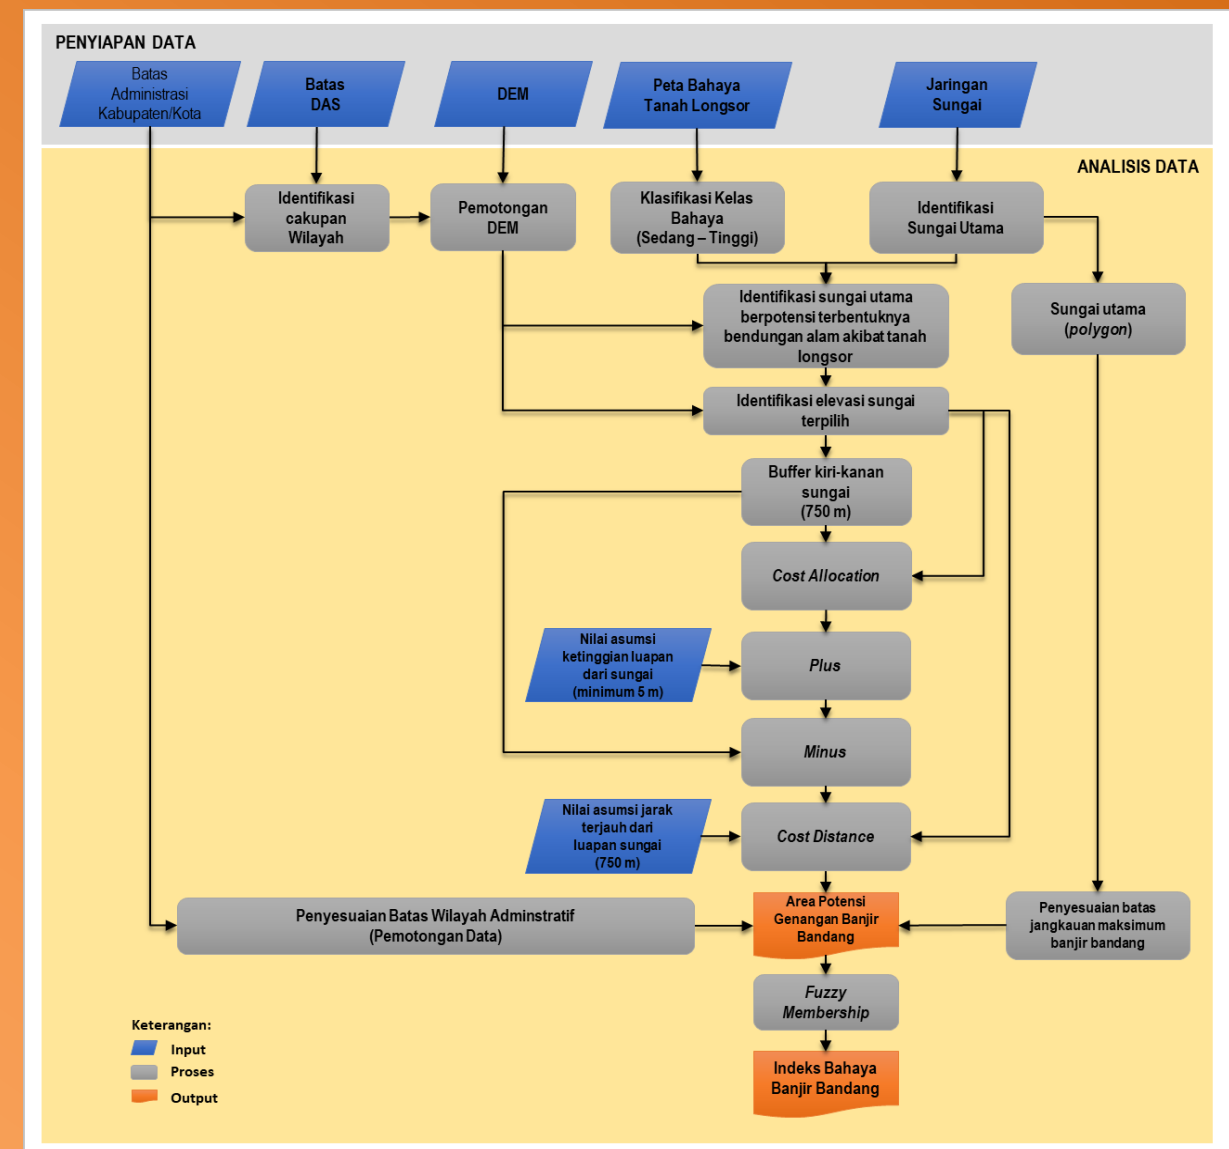 PENYIAPAN DATA
Batas
Administrasi
Kabupaten/Kota
Batas
DAS
DEM
Peta Bahaya
Tanah Longsor
Jaringan
Sungai
ANALISIS DATA
Identifikasi
cakupan
Wilayah
Pemotongan
DEM
Klasifikasi Kelas
Bahaya
(Sedang – Tinggi)
Identifikasi
Sungai Utama
Identifikasi sungai utama
berpotensi terbentuknya
bendungan alam akibat tanah
longsor
Sungai utama
(polygon)
Identifikasi elevasi sungai
terpilih
Buffer kiri-kanan
sungai
(750 m)
Cost Allocation
Nilai asumsi
ketinggian luapan
dari sungai
(minimum 5 m)
Plus
Minus
Nilai asumsi jarak
terjauh dari
luapan sungai
(750 m)
Cost Distance
Penyesuaian Batas Wilayah Adminstratif
(Pemotongan Data)
Area Potensi
Genangan Banjir
Bandang
Penyesuaian batas
jangkauan maksimum
banjir bandang
Fuzzy
Membership
Indeks Bahaya
Banjir Bandang
Keterangan:
Input
Proses
Output